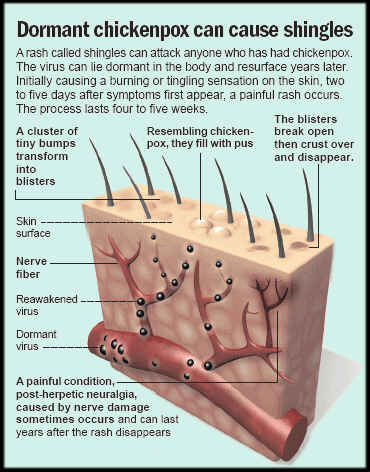 Dormant chickenpox can cause shingles
A rash called shingles can attack anyone who has had chickenpox.
The virus can lie dormant in the body and resurface years later.
Initially causing a burning or tingling sensation on the skin, two
to five days after symptoms first appear, a painful rash occurs.
The process lasts four to five weeks.
A cluster of
tiny bumps
transform
into
blisters
Resembling chicken-
pox, they fill with pus
The blisters
break open
then crust over
and disappear.
Skin
surface
Nerve
fiber
Reawakened
virus
Dormant
virus
A painful condition,
post-herpetic neuralgia,
caused by nerve damage
sometimes occurs and can last
years after the rash disappears